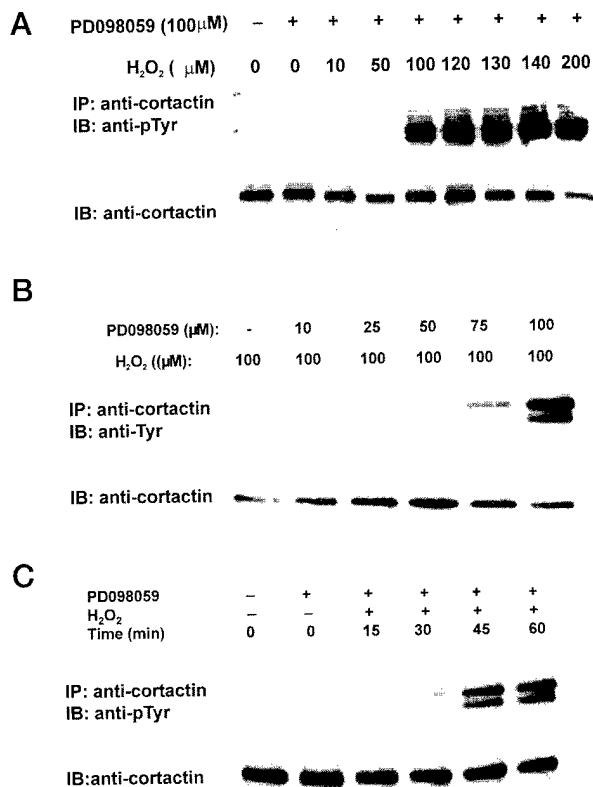 A
PD098059 (100μM) – + + + + + + + +
H₂O₂ ( μM) 0 0 10 50 100 120 130 140 200
IP: anti-cortactin
IB: anti-pTyr
IB: anti-cortactin
B
PD098059 (μM): - 10 25 50 75 100
H₂O₂ ((μM): 100 100 100 100 100 100
IP: anti-cortactin
IB: anti-Tyr
IB: anti-cortactin
C
PD098059 – + + + + +
H₂O₂ – – + + + +
Time (min) 0 0 15 30 45 60
IP: anti-cortactin
IB: anti-pTyr
IB:anti-cortactin